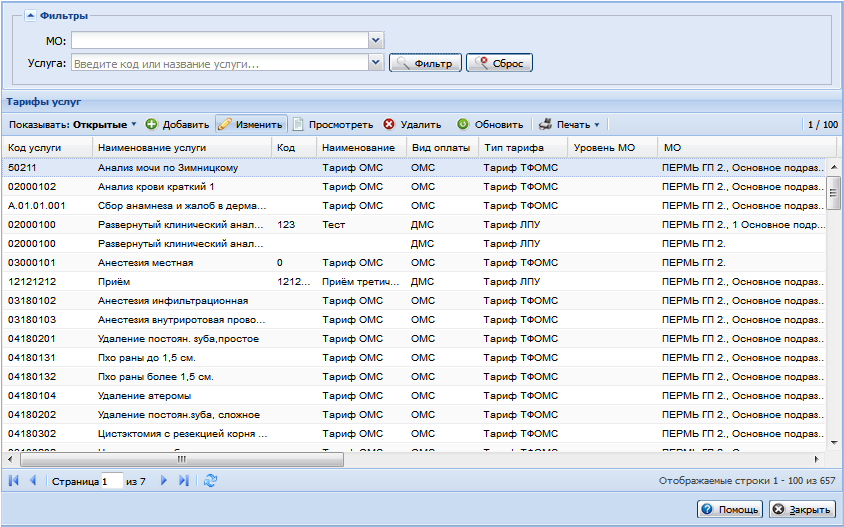 Фильтры
МО:
Услуга: Введите код или название услуги... Фильтр Сброс
Тарифы услуг
Показывать: Открытые Добавить Изменить Просмотреть Удалить Обновить Печать 1 / 100
Код услуги Наименование услуги Код Наименование Вид оплаты Тип тарифа Уровень МО МО
50211 Анализ мочи по Зимницкому Тариф ОМС ОМС Тариф ТФОМС ПЕРМЬ ГП 2., Основное подраз...
02000102 Анализ крови краткий 1 Тариф ОМС ОМС Тариф ТФОМС ПЕРМЬ ГП 2., Основное подраз...
A.01.01.001 Сбор анамнеза и жалоб в дерма... Тариф ОМС ОМС Тариф ТФОМС ПЕРМЬ ГП 2., Основное подраз...
02000100 Развернутый клинический анал... 123 Тест ДМС Тариф ЛПУ ПЕРМЬ ГП 2., 1 Основное подр...
02000100 Развернутый клинический анал... ДМС Тариф ЛПУ ПЕРМЬ ГП 2.
03000101 Анестезия местная 0 Тариф ОМС ОМС Тариф ТФОМС ПЕРМЬ ГП 2.
12121212 Приём 1212... Приём третич... ДМС Тариф ЛПУ ПЕРМЬ ГП 2., Основное подраз...
03180102 Анестезия инфильтрационная Тариф ОМС ОМС Тариф ТФОМС ПЕРМЬ ГП 2., Основное подраз...
03180103 Анестезия внутриротовая прово... Тариф ОМС ОМС Тариф ТФОМС ПЕРМЬ ГП 2., Основное подраз...
04180201 Удаление постоян. зуба,простое Тариф ОМС ОМС Тариф ТФОМС ПЕРМЬ ГП 2., Основное подраз...
04180131 Пхо раны до 1,5 см. Тариф ОМС ОМС Тариф ТФОМС ПЕРМЬ ГП 2., Основное подраз...
04180132 Пхо раны более 1,5 см. Тариф ОМС ОМС Тариф ТФОМС ПЕРМЬ ГП 2., Основное подраз...
04180104 Удаление атеромы Тариф ОМС ОМС Тариф ТФОМС ПЕРМЬ ГП 2., Основное подраз...
04180202 Удаление постоян.зуба, сложное Тариф ОМС ОМС Тариф ТФОМС ПЕРМЬ ГП 2., Основное подраз...
04180302 Цистэктомия с резекцией корня ... Тариф ОМС ОМС Тариф ТФОМС ПЕРМЬ ГП 2., Основное подраз...
Страница 1 из 7 Отображаемые строки 1 - 100 из 657
Помощь Закрыть